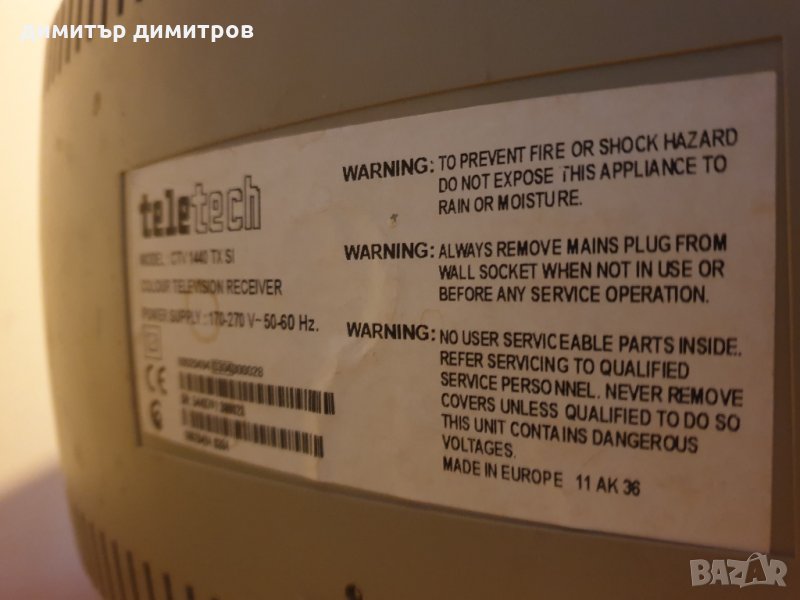 димитър димитров
teletech
MODEL : CTV 1440 TX SI
COLOUR TELEVISION RECEIVER
POWER SUPPLY : 170-270 V~ 50-60 Hz.
WARNING: TO PREVENT FIRE OR SHOCK HAZARD
DO NOT EXPOSE THIS APPLIANCE TO
RAIN OR MOISTURE.
WARNING: ALWAYS REMOVE MAINS PLUG FROM
WALL SOCKET WHEN NOT IN USE OR
BEFORE ANY SERVICE OPERATION.
WARNING: NO USER SERVICEABLE PARTS INSIDE.
REFER SERVICING TO QUALIFIED
SERVICE PERSONNEL. NEVER REMOVE
COVERS UNLESS QUALIFIED TO DO SO
THIS UNIT CONTAINS DANGEROUS
VOLTAGES.
MADE IN EUROPE 11 AK 36
CE
BAZAR